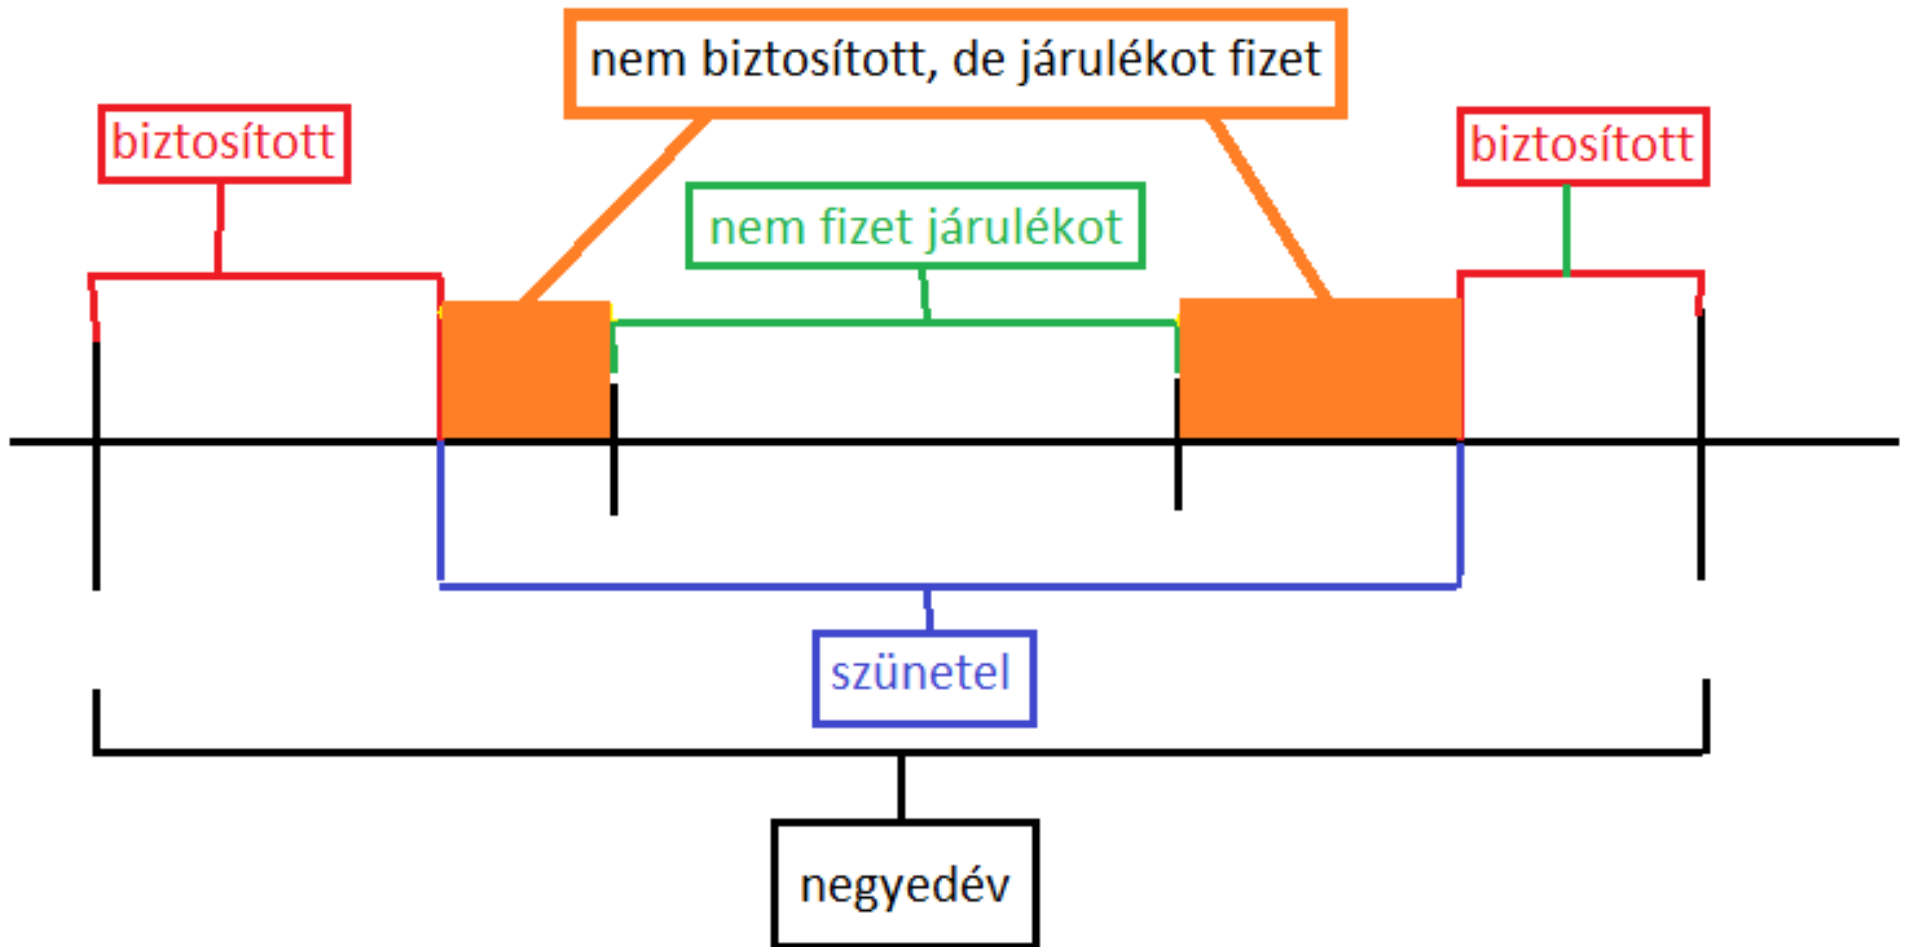 nem biztosított, de járulékot fizet
biztosított
biztosított
nem fizet járulékot
szünetel
negyedév